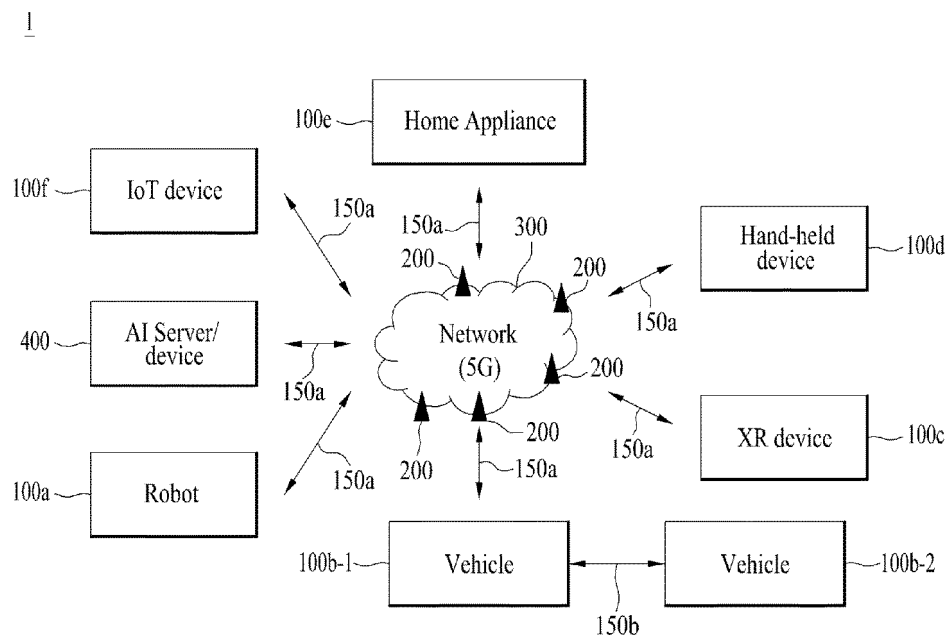 1
100e
Home Appliance
100f
IoT device
150a
150a
200
300
200
Hand-held
device
100d
150a
400
AI Server/
device
150a
Network
(5G)
200
100a
Robot
150a
200
200
150a
150a
XR device
100c
100b-1
Vehicle
150b
Vehicle
100b-2